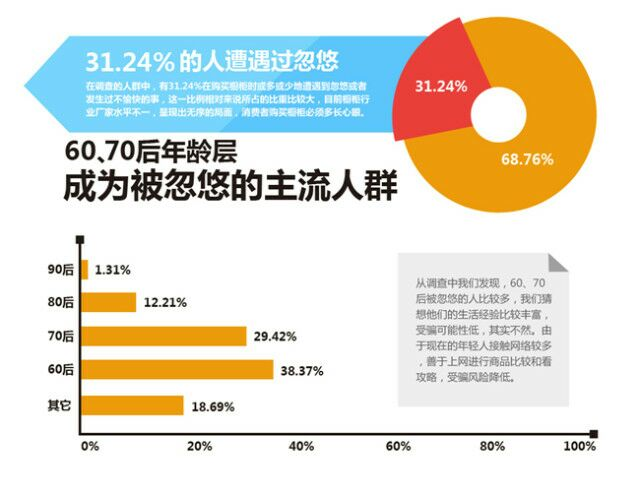 31.24% 的人遭遇过忽悠
在调查的人群中，有31.24%在购买橱柜时或多或少地遭遇到忽悠或者
发生过不愉快的事，这一比例相对来说所占的比重比较大，目前橱柜行
业厂家水平不一，呈现出无序的局面，消费者购买橱柜必须多长心眼。
31.24%
68.76%
60、70后年龄层
成为被忽悠的主流人群
90后 1.31%
80后 12.21%
70后 29.42%
60后 38.37%
其它 18.69%
0% 20% 40% 60% 80% 100%
从调查中我们发现，60、70
后被忽悠的人比较多，我们猜
想他们的生活经验比较丰富，
受骗可能性低，其实不然。由
于现在的年轻人接触网络较多
，善于上网进行商品比较和看
攻略，受骗风险降低。